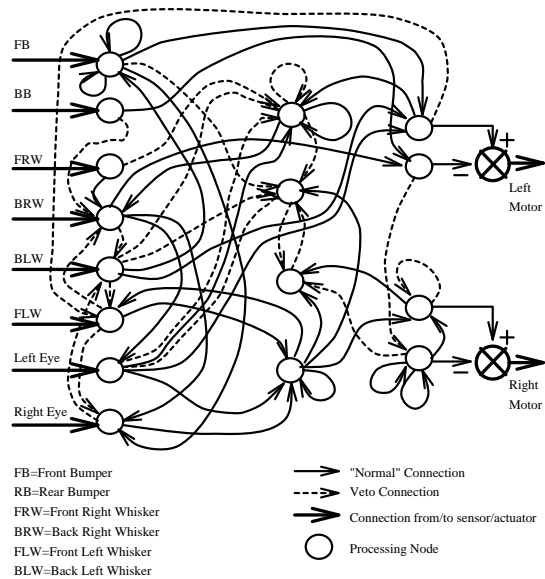 FB
BB
FRW
BRW
BLW
FLW
Left Eye
Right Eye
+
−
Left
Motor
+
−
Right
Motor
FB=Front Bumper
RB=Rear Bumper
FRW=Front Right Whisker
BRW=Back Right Whisker
FLW=Front Left Whisker
BLW=Back Left Whisker
"Normal" Connection
Veto Connection
Connection from/to sensor/actuator
Processing Node